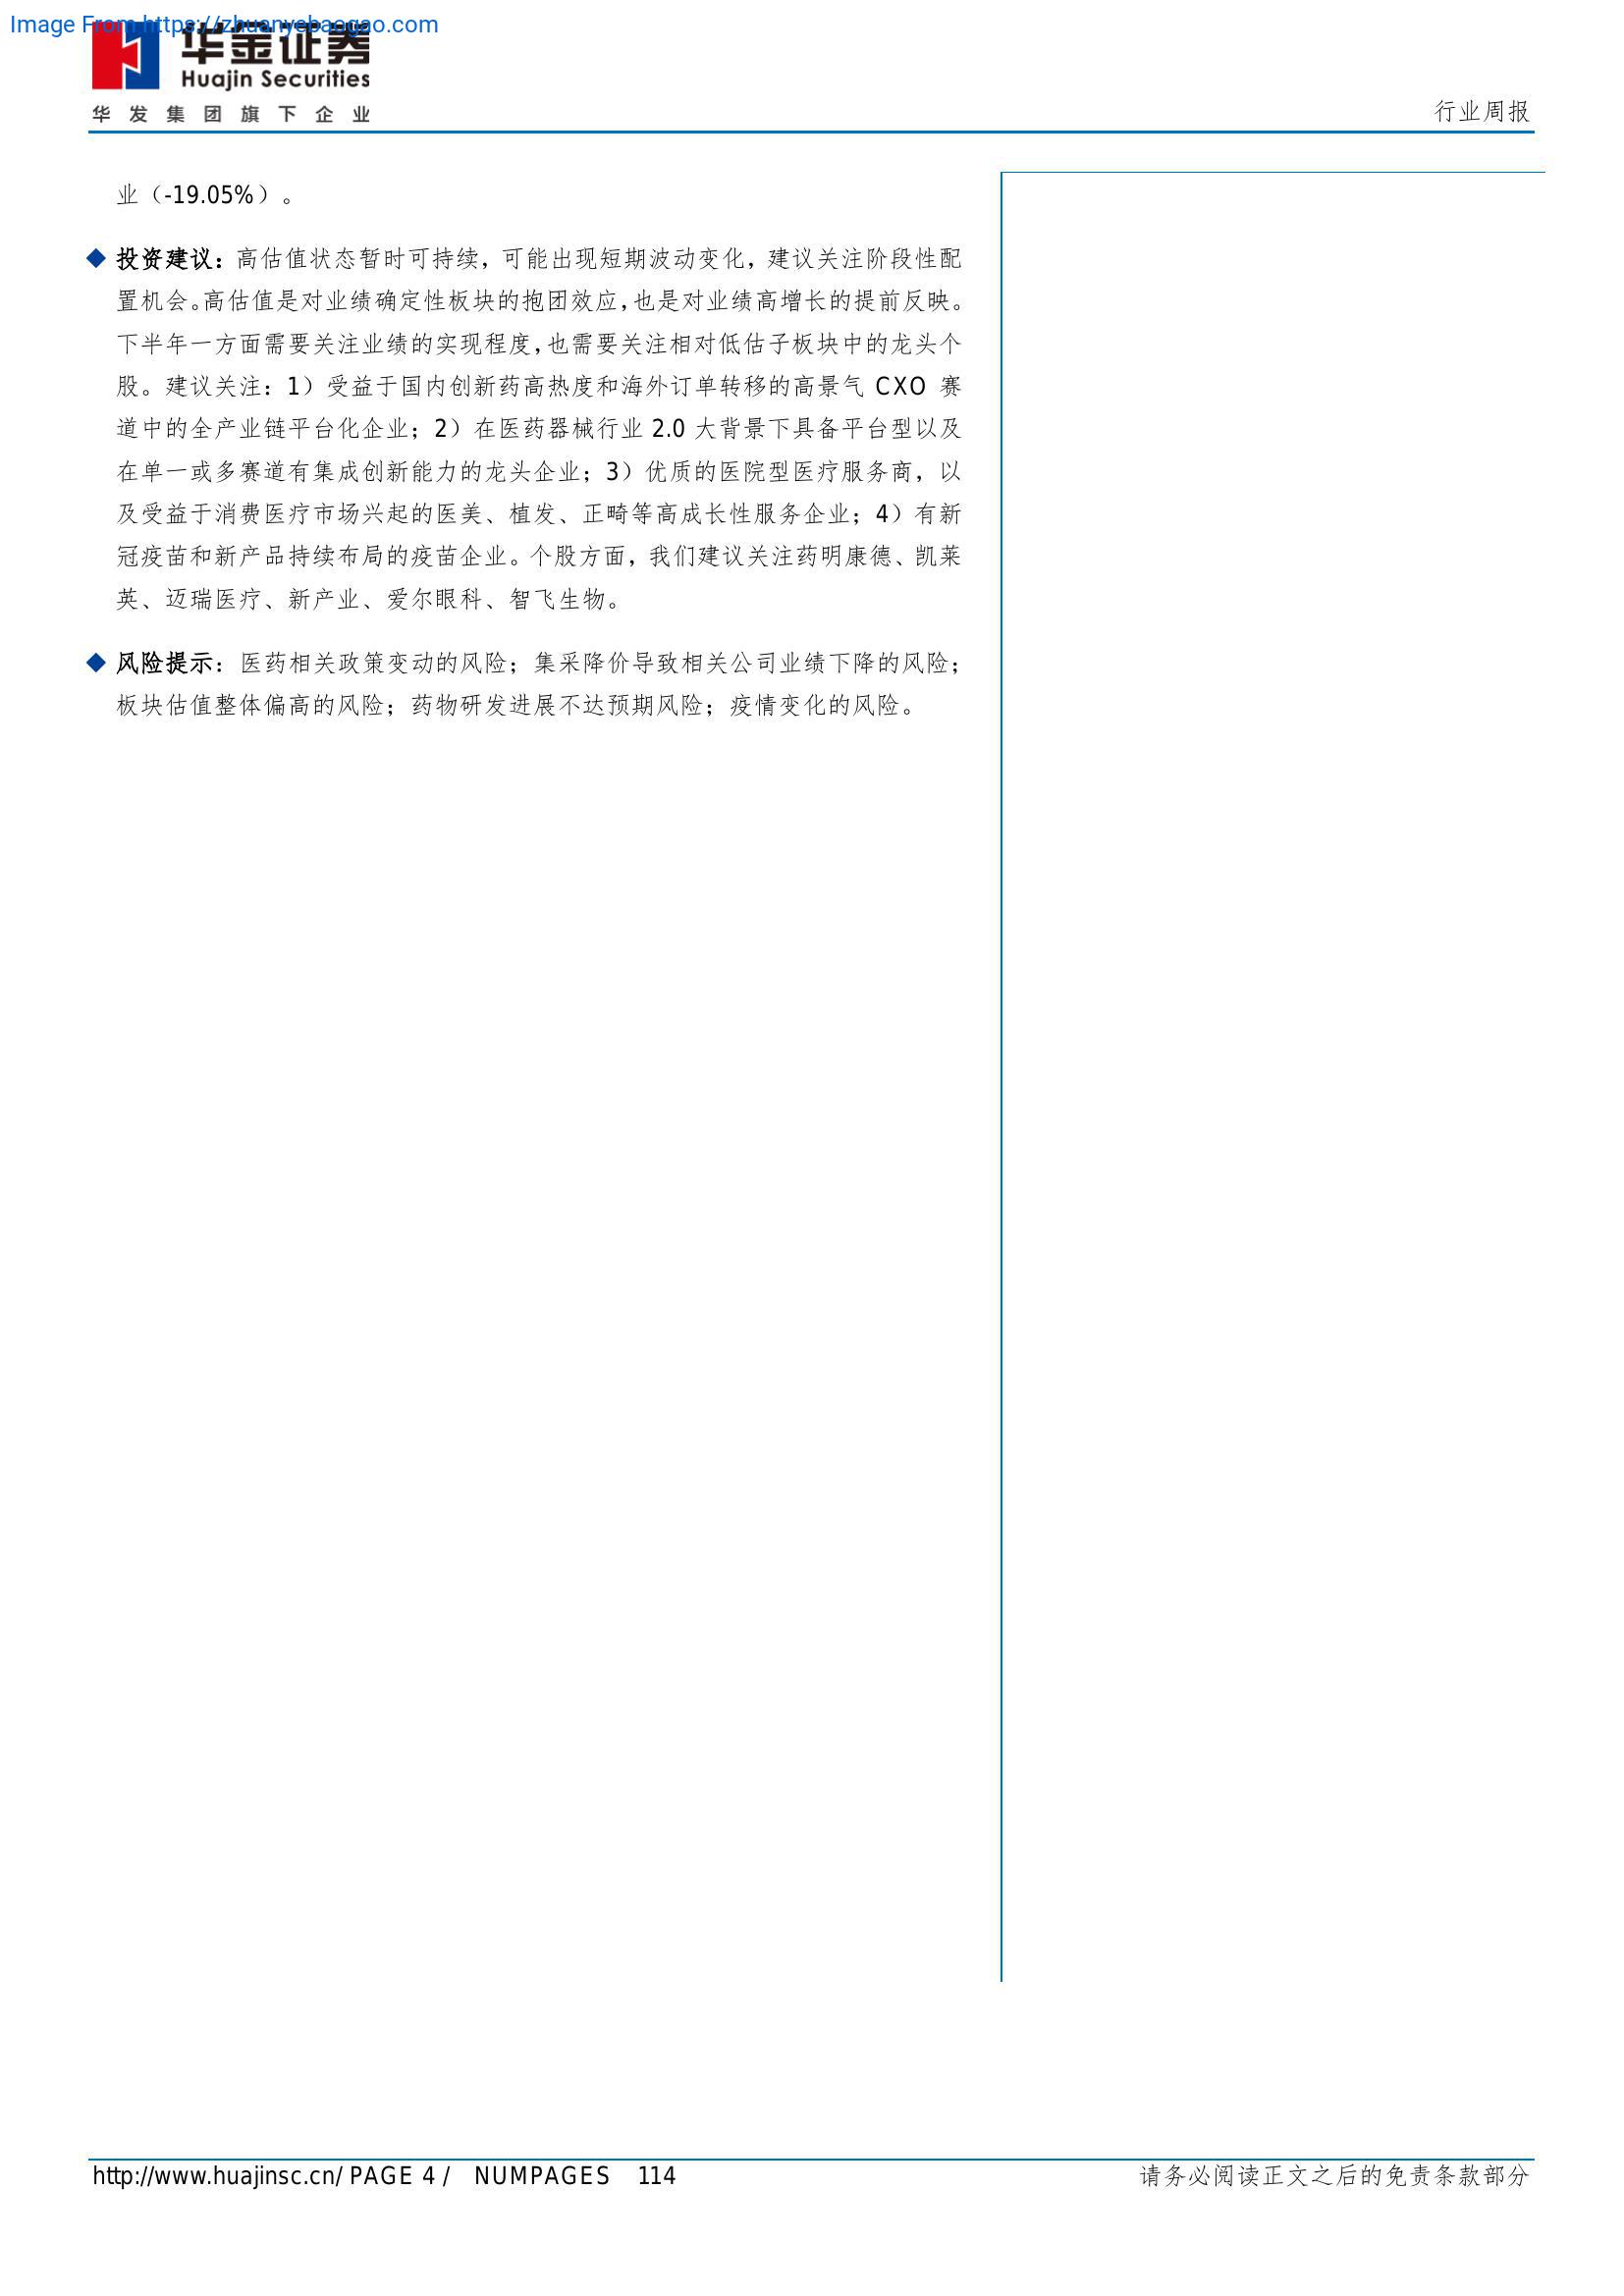 Image From https://zhuanyebaogao.com
华金证券
Huajin Securities
华发集团旗下企业
行业周报
业（-19.05%）。
◆ 投资建议：高估值状态暂时可持续，可能出现短期波动变化，建议关注阶段性配
置机会。高估值是对业绩确定性板块的抱团效应，也是对业绩高增长的提前反映。
下半年一方面需要关注业绩的实现程度，也需要关注相对低估子板块中的龙头个
股。建议关注：1）受益于国内创新药高热度和海外订单转移的高景气 CXO 赛
道中的全产业链平台化企业；2）在医药器械行业 2.0 大背景下具备平台型以及
在单一或多赛道有集成创新能力的龙头企业；3）优质的医院型医疗服务商，以
及受益于消费医疗市场兴起的医美、植发、正畸等高成长性服务企业；4）有新
冠疫苗和新产品持续布局的疫苗企业。个股方面，我们建议关注药明康德、凯莱
英、迈瑞医疗、新产业、爱尔眼科、智飞生物。
◆ 风险提示：医药相关政策变动的风险；集采降价导致相关公司业绩下降的风险；
板块估值整体偏高的风险；药物研发进展不达预期风险；疫情变化的风险。
http://www.huajinsc.cn/ PAGE 4 / NUMPAGES 114
请务必阅读正文之后的免责条款部分